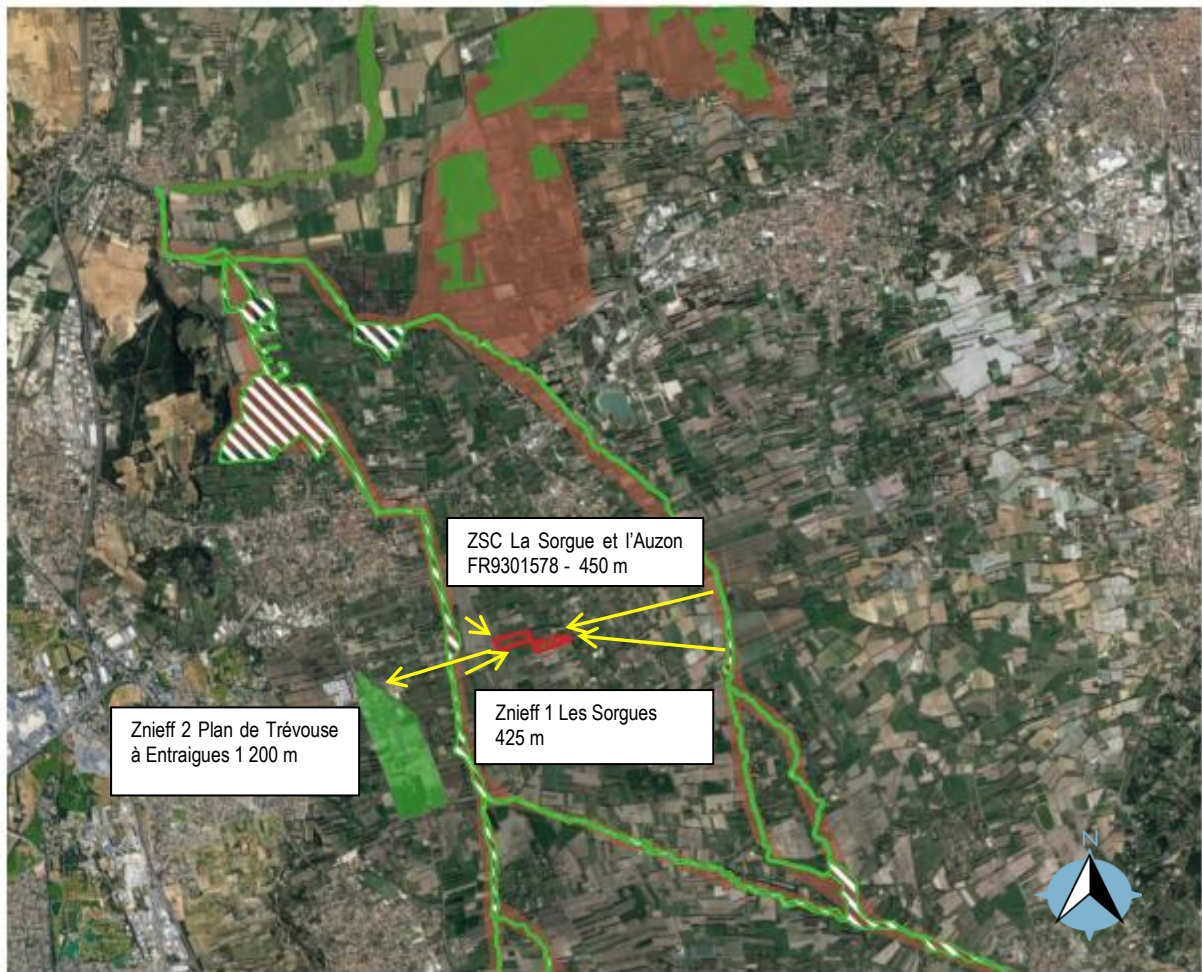 ZSC La Sorgue et l'Auzon
FR9301578 - 450 m
Znieff 1 Les Sorgues
425 m
Znieff 2 Plan de Trévouse
à Entraigues 1 200 m
N